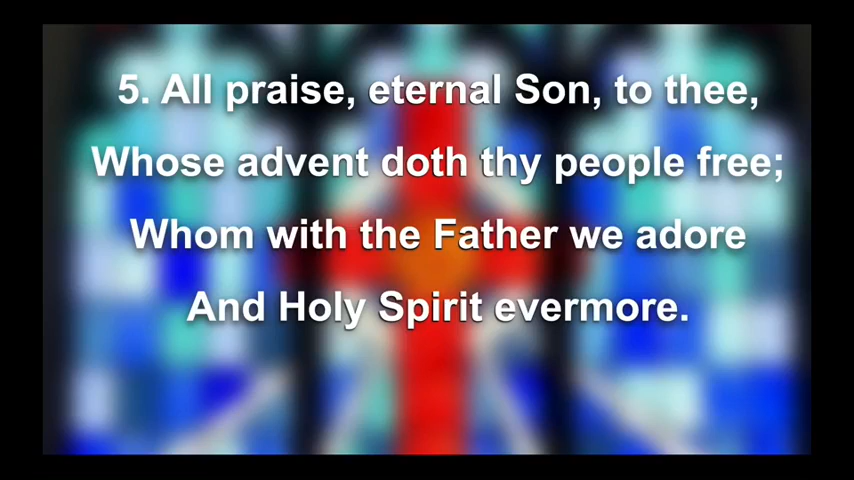 5. All praise, eternal Son, to thee,
Whose advent doth thy people free;
Whom with the Father we adore
And Holy Spirit evermore.